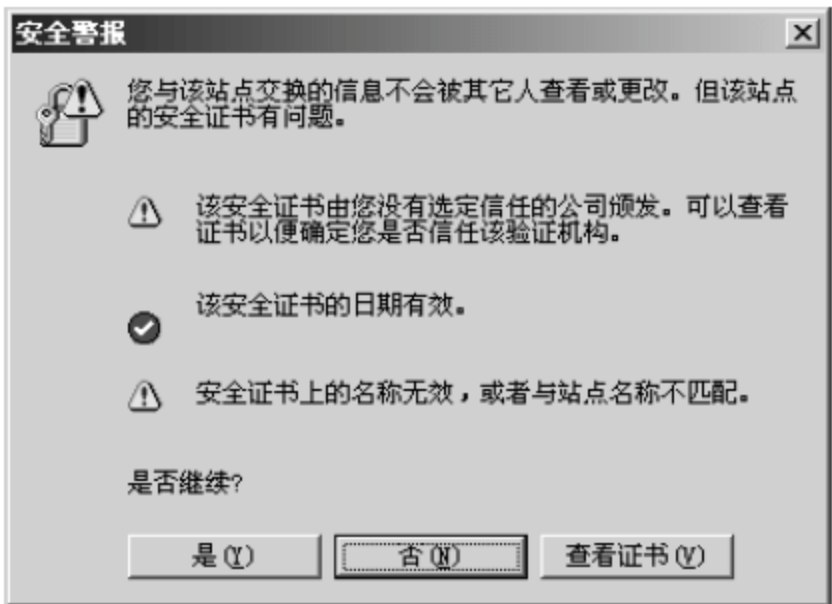 安全警报
您与该站点交换的信息不会被其它人查看或更改。但该站点
的安全证书有问题。
该安全证书由您没有选定信任的公司颁发。可以查看
证书以便确定您是否信任该验证机构。
该安全证书的日期有效。
安全证书上的名称无效，或者与站点名称不匹配。
是否继续?
是(Y) 否(N) 查看证书(V)